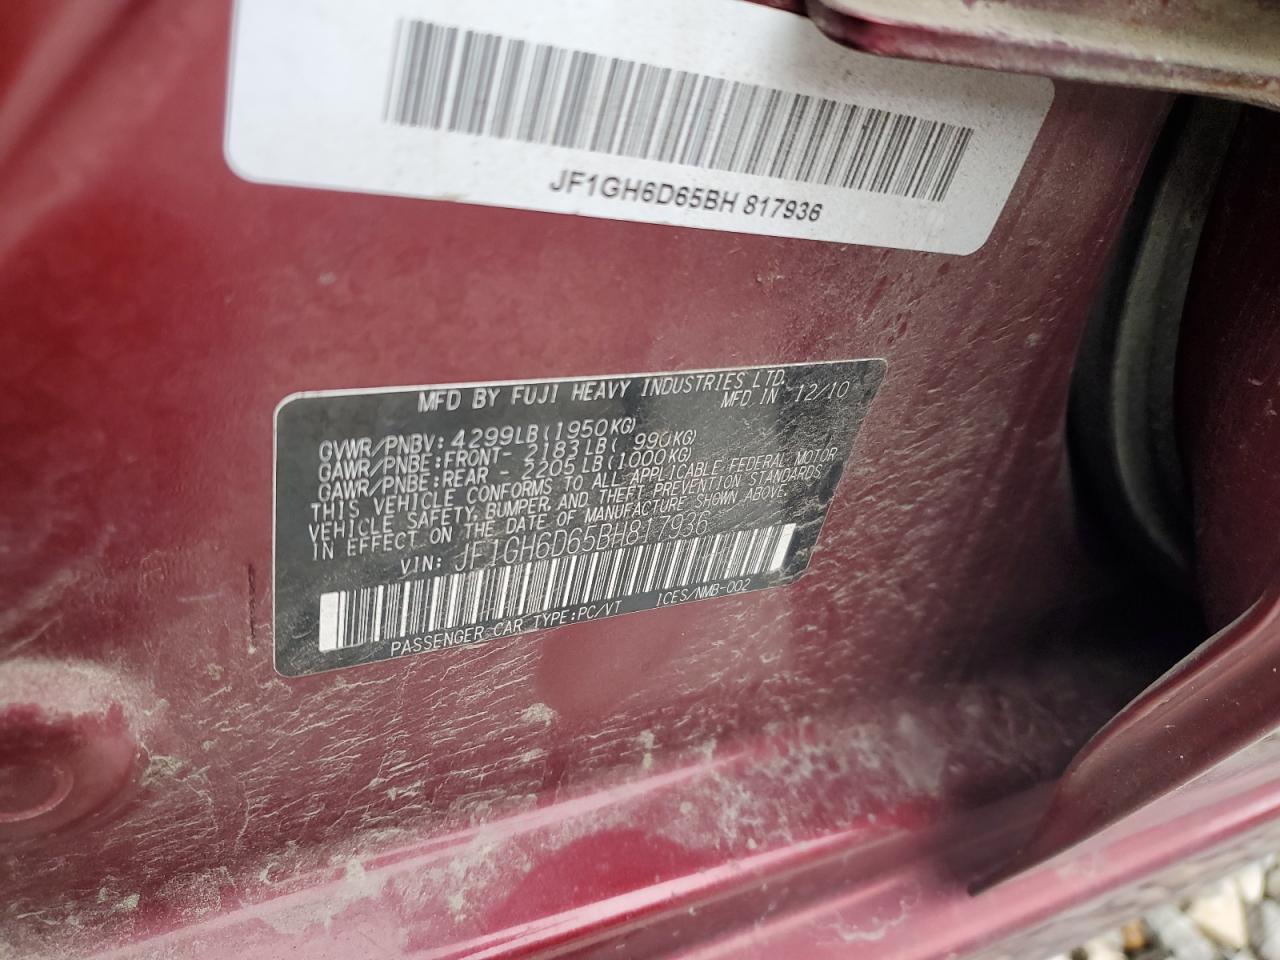 JF1GH6D65BH 817936
MFD BY FUJI HEAVY INDUSTRIES LTD.
MFD IN 12/10
GVWR/PNBV: 4299LB(1950KG)
GAWR/PNBE:FRONT- 2183LB( 990KG)
GAWR/PNBE:REAR - 2205LB(1000KG)
THIS VEHICLE CONFORMS TO ALL APPLICABLE FEDERAL MOTOR
VEHICLE SAFETY, BUMPER, AND THEFT PREVENTION STANDARDS
IN EFFECT ON THE DATE OF MANUFACTURE SHOWN ABOVE.
VIN: JF1GH6D65BH817936
PASSENGER CAR TYPE:PC/VT ICES/NMB-002